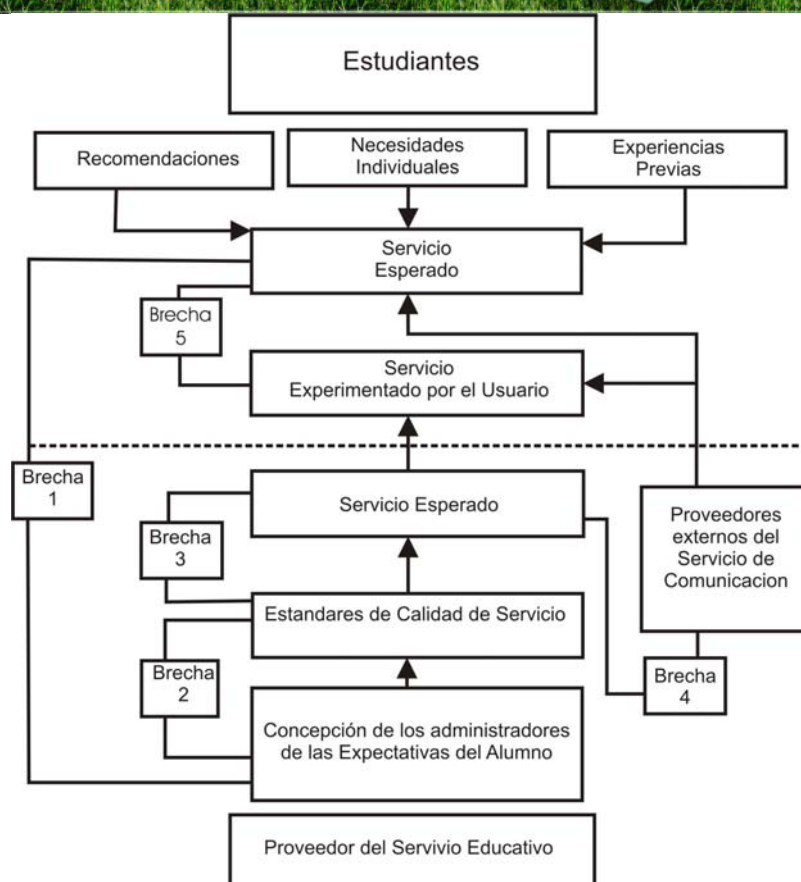 Estudiantes
Recomendaciones
Necesidades
Individuales
Experiencias
Previas
Servicio
Esperado
Brecha
5
Servicio
Experimentado por el Usuario
Brecha
1
Servicio Esperado
Proveedores
externos del
Servicio de
Comunicacion
Brecha
3
Estandares de Calidad de Servicio
Brecha
2
Brecha
4
Concepción de los administradores
de las Expectativas del Alumno
Proveedor del Servivio Educativo